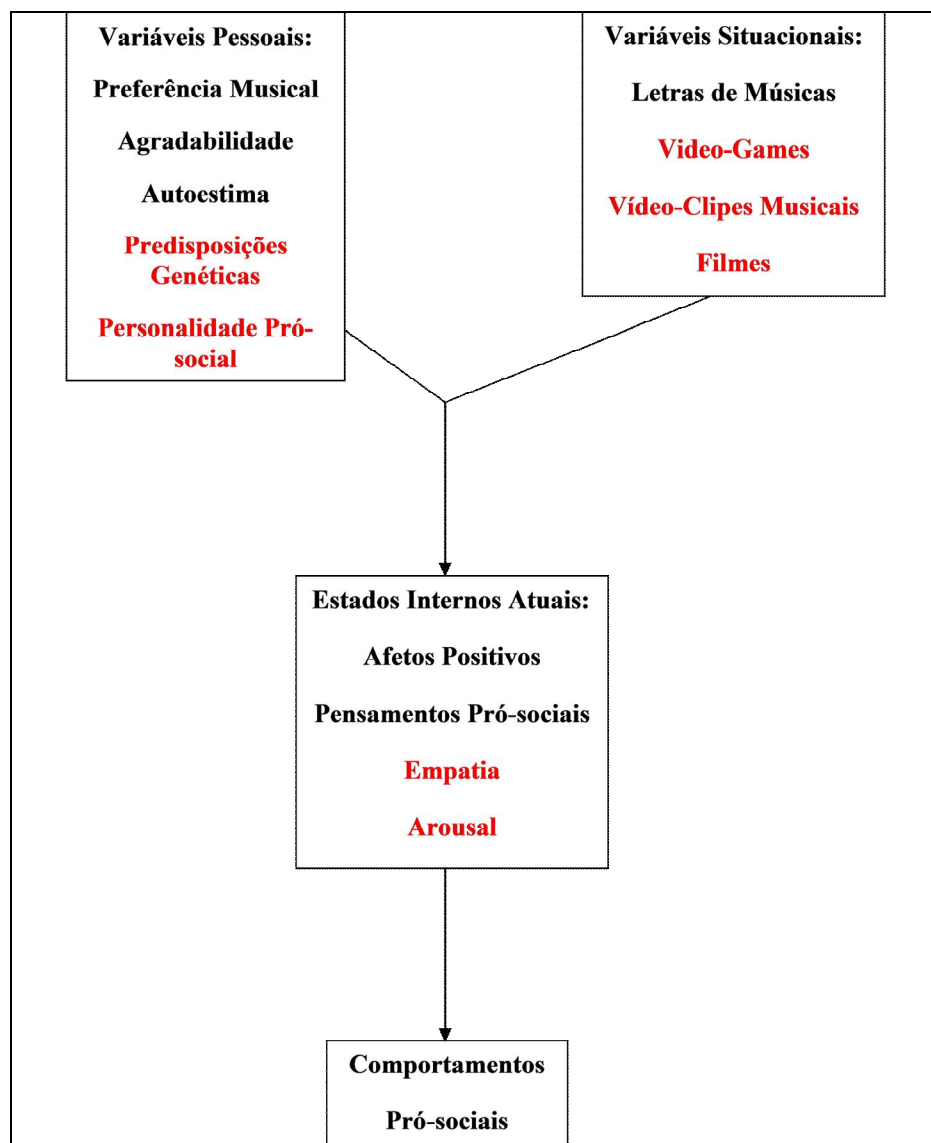 Variáveis Pessoais:
Preferência Musical
Agradabilidade
Autoestima
Predisposições
Genéticas
Personalidade Pró-
social
Variáveis Situacionais:
Letras de Músicas
Video-Games
Vídeo-Clipes Musicais
Filmes
Estados Internos Atuais:
Afetos Positivos
Pensamentos Pró-sociais
Empatia
Arousal
Comportamentos
Pró-sociais